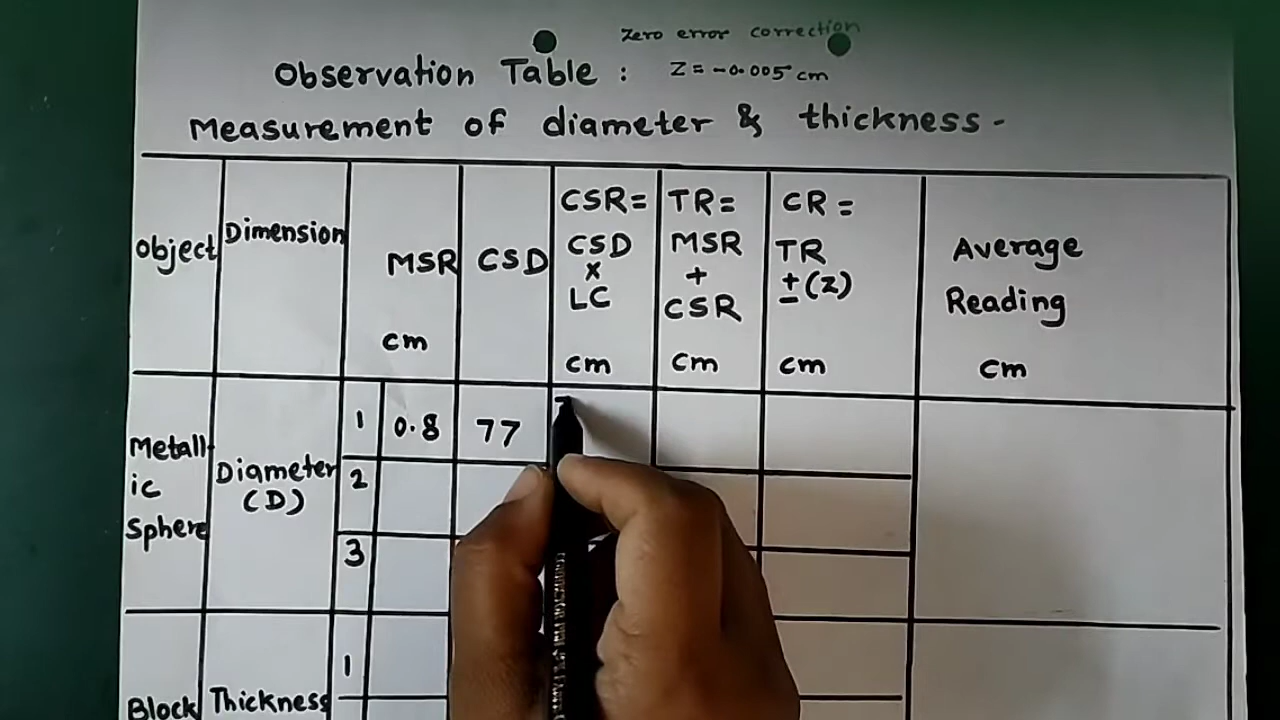 Zero error correction
Observation Table : Z = -0.005 cm
Measurement of diameter & thickness -
Object
Dimension
MSR
cm
CSD
CSR=
CSD
x
LC
cm
TR=
MSR
+
CSR
cm
CR =
TR
± (z)
cm
Average
Reading
cm
Metall-
ic
Sphere
Diameter
(D)
1 0.8 77
2
3
Block
Thickness
1